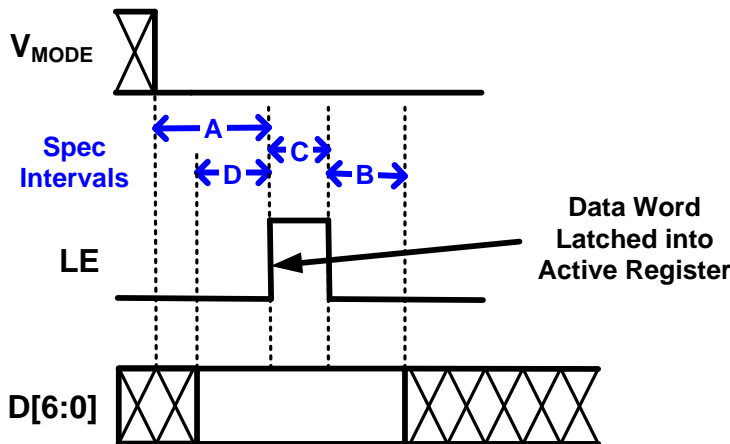 VMODE
A
Spec
Intervals
C
D
B
LE
Data Word
Latched into
Active Register
D[6:0]